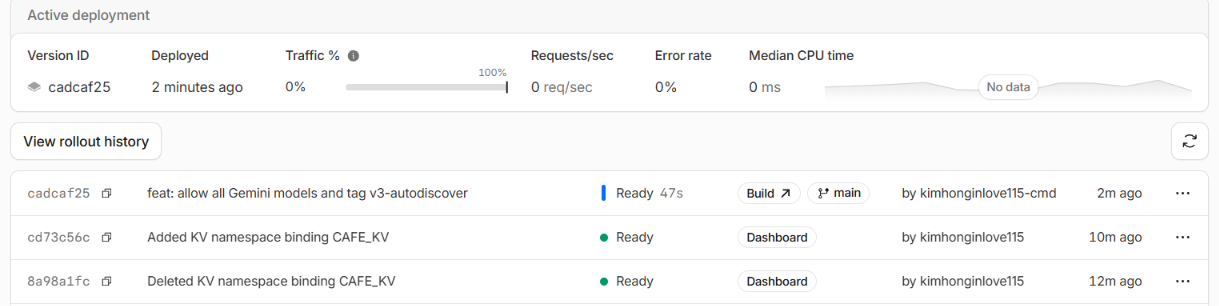 Active deployment
Version ID Deployed Traffic % Requests/sec Error rate Median CPU time
100%
cadcaf25 2 minutes ago 0% 0 req/sec 0% 0 ms No data
View rollout history
cadcaf25 feat: allow all Gemini models and tag v3-autodiscover Ready 47s Build main by kimhonginlove115-cmd 2m ago
cd73c56c Added KV namespace binding CAFE_KV Ready Dashboard by kimhonginlove115 10m ago
8a98a1fc Deleted KV namespace binding CAFE_KV Ready Dashboard by kimhonginlove115 12m ago